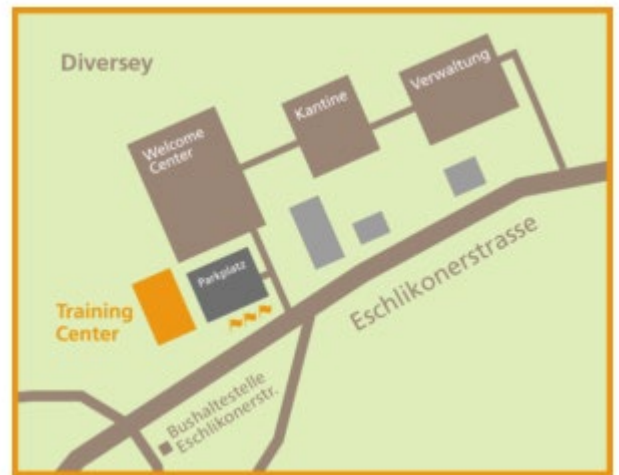 Diversey
Verwaltung
Kantine
Welcome
Center
Parkplatz
Training
Center
Eschlikonerstrasse
Bushaltestelle
Eschlikonerstr.